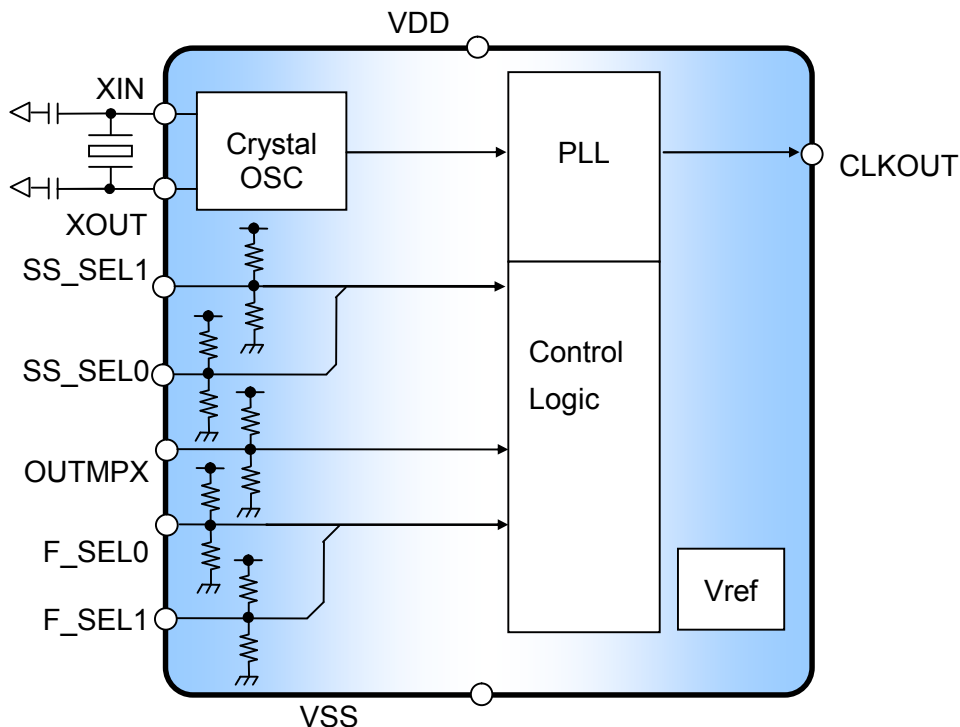 VDD
XIN
Crystal
OSC
PLL
CLKOUT
XOUT
SS_SEL1
SS_SEL0
Control
Logic
OUTMPX
F_SEL0
Vref
F_SEL1
VSS